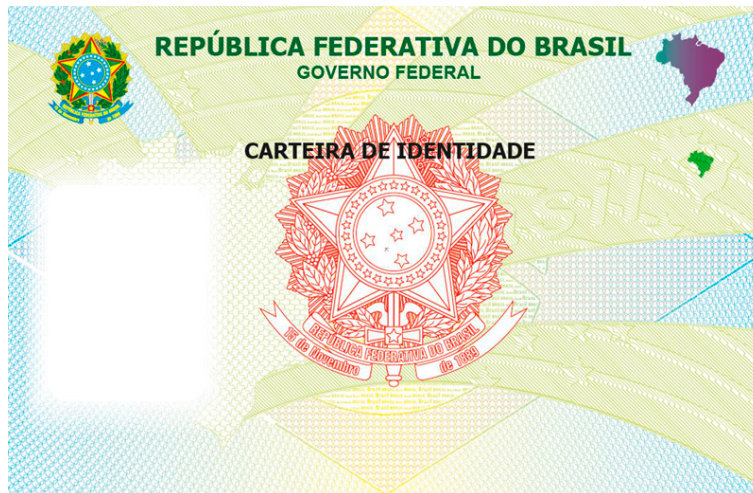 REPÚBLICA FEDERATIVA DO BRASIL
GOVERNO FEDERAL
CARTEIRA DE IDENTIDADE
REPÚBLICA FEDERATIVA DO BRASIL
15 de Novembro
de 1889